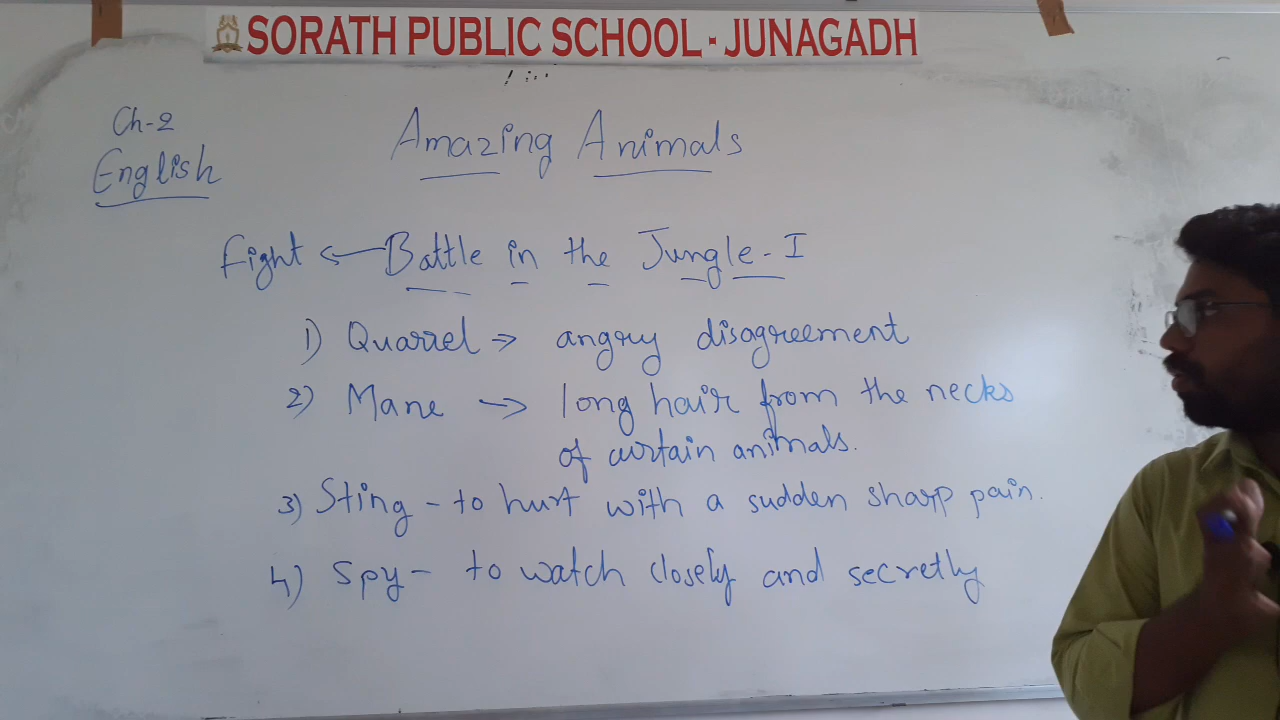 SORATH PUBLIC SCHOOL - JUNAGADH
Ch-2
English
Amazing Animals
Fight ← Battle in the Jungle - I
1) Quarrel → angry disagreement
2) Mane → long hair from the necks
of certain animals.
3) Sting - to hurt with a sudden sharp pain.
4) Spy - to watch closely and secretly